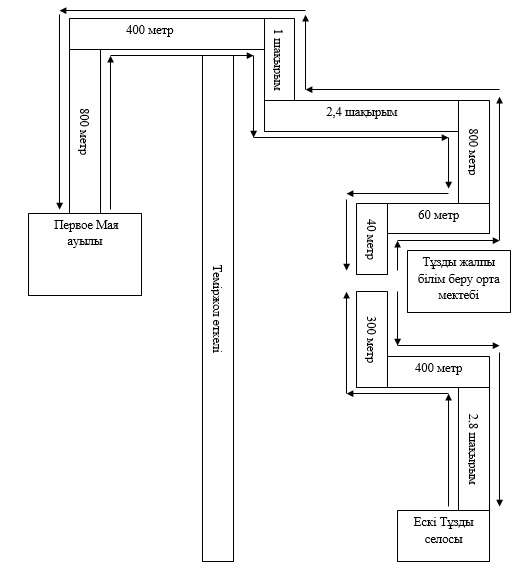 400 метр
1 шақырым
2,4 шақырым
800 метр
800 метр
Первое Мая
ауылы
Теміржол өткелі
60 метр
40 метр
Тұзды жалпы
білім беру орта
мектебі
300 метр
400 метр
2.8 шақырым
Ескі Тұзды
селосы